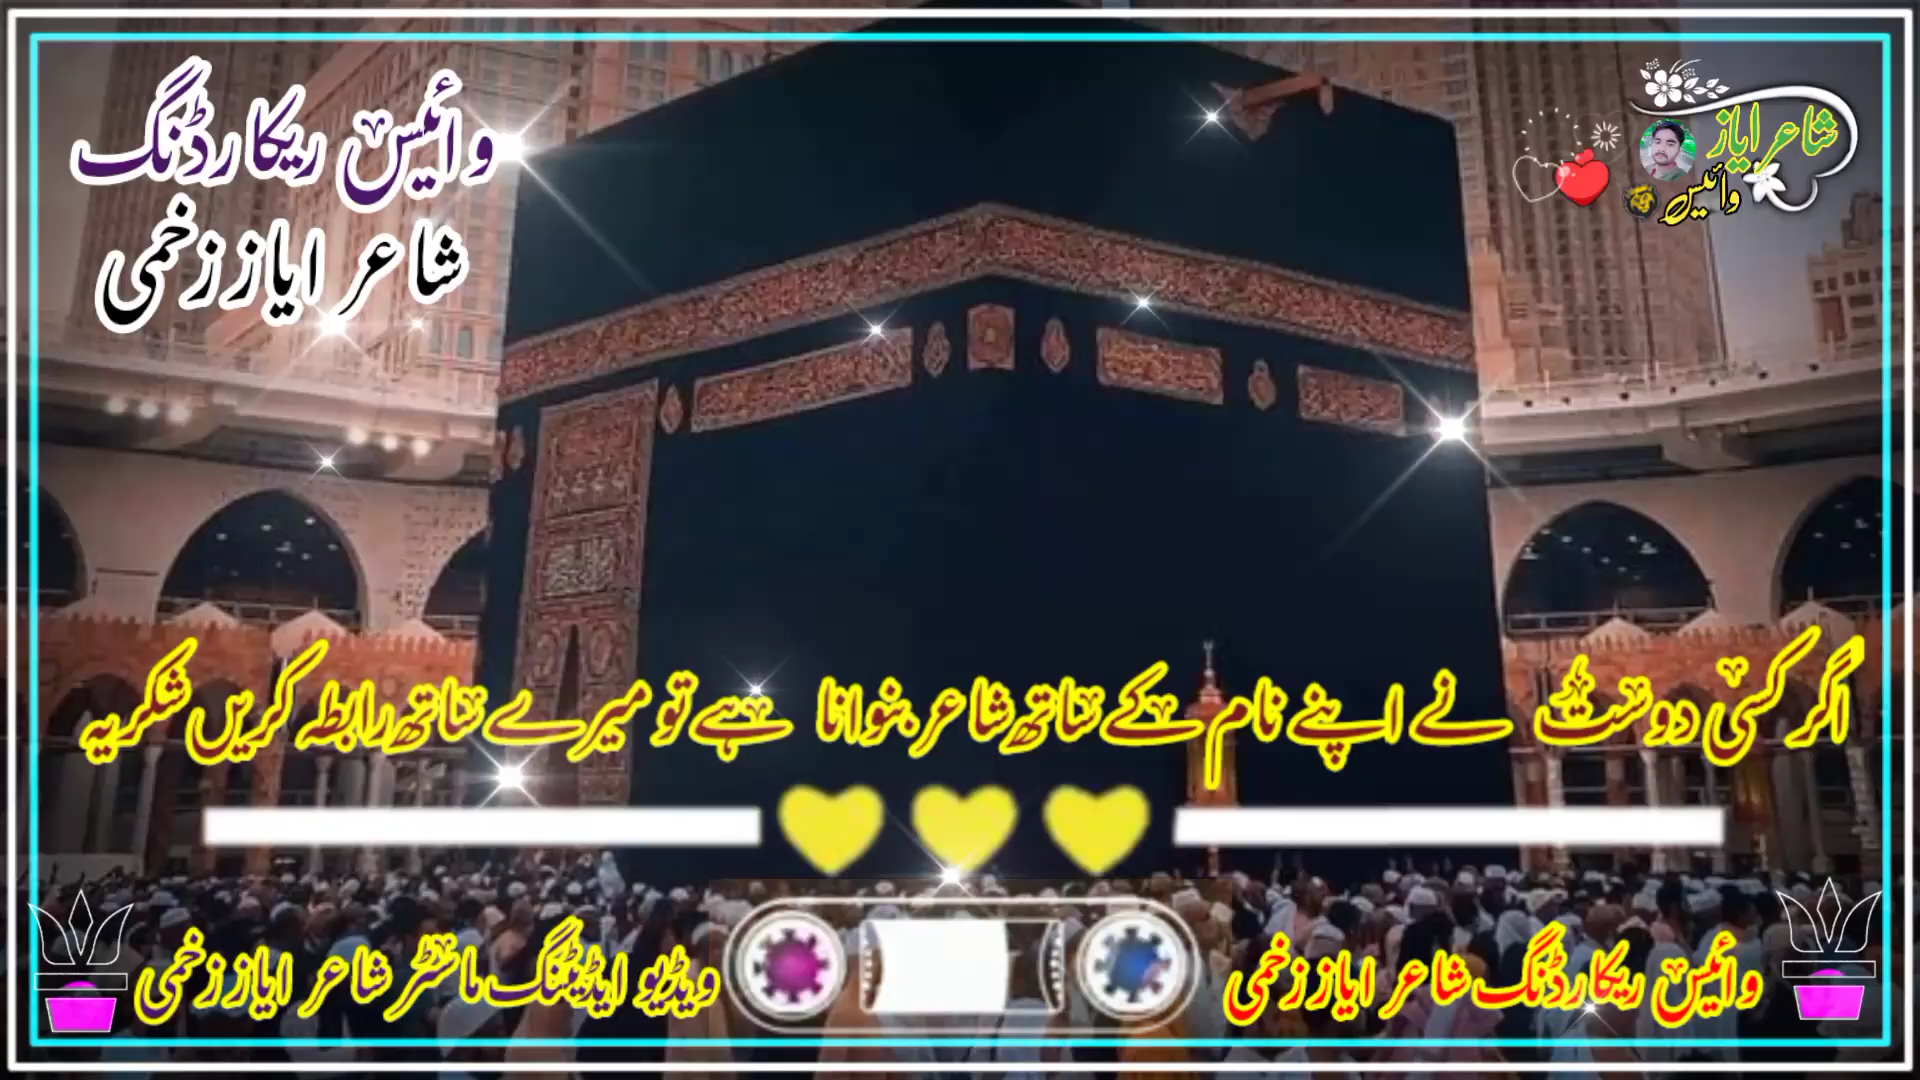 وائیس ریکارڈنگ
شاعر ایاز زخمی
شاعر ایاز
وائیس
اگر کسی دوست نے اپنے نام کے ساتھ شاعر بنوانا ہے تو میرے ساتھ رابطہ کریں شکریہ
وائیس ریکارڈنگ شاعر ایاز زخمی
ویڈیو ایڈیٹنگ ماسٹر شاعر ایاز زخمی